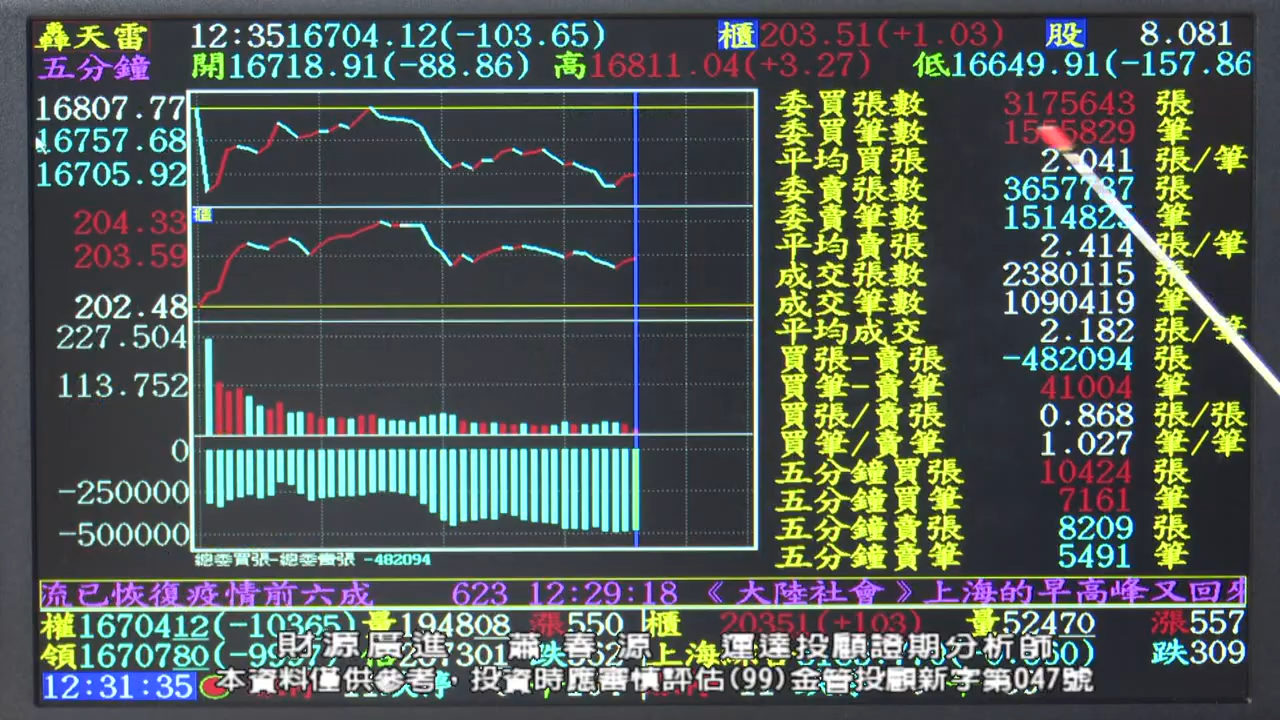 轟天雷 12:35 16704.12(-103.65) 櫃 203.51(+1.03) 股 8.081
五分鐘 開16718.91(-88.86) 高16811.04(+3.27) 低16649.91(-157.86
16807.77
16757.68
16705.92
204.33
203.59
202.48
227.504
113.752
0
-250000
-500000
櫃
總委買張-總委賣張 -482094
委買張數 3175643 張
委買筆數 1555829 筆
平均買張 2.041 張/筆
委賣張數 3657737 張
委賣筆數 151482 筆
平均賣張 2.414 張/筆
成交張數 2380115 張
成交筆數 1090419 筆
平均成交 2.182 張/筆
買張-賣張 -482094 張
買筆-賣筆 41004 筆
買張/賣張 0.868 張/張
買筆/賣筆 1.027 筆/筆
五分鐘買張 10424 張
五分鐘買筆 7161 筆
五分鐘賣張 8209 張
五分鐘賣筆 5491 筆
流已恢復疫情前六成 623 12:29:18 《大陸社會》上海的早高峰又回來
權1670412(-10365)量194808 漲550 櫃 20351(+103) 量52470 漲557
領1670780 跌309
財源廣進 蕭春源 運達投顧證期分析師
12:31:35
本資料僅供參考，投資時應審慎評估(99)金管投顧新字第047號